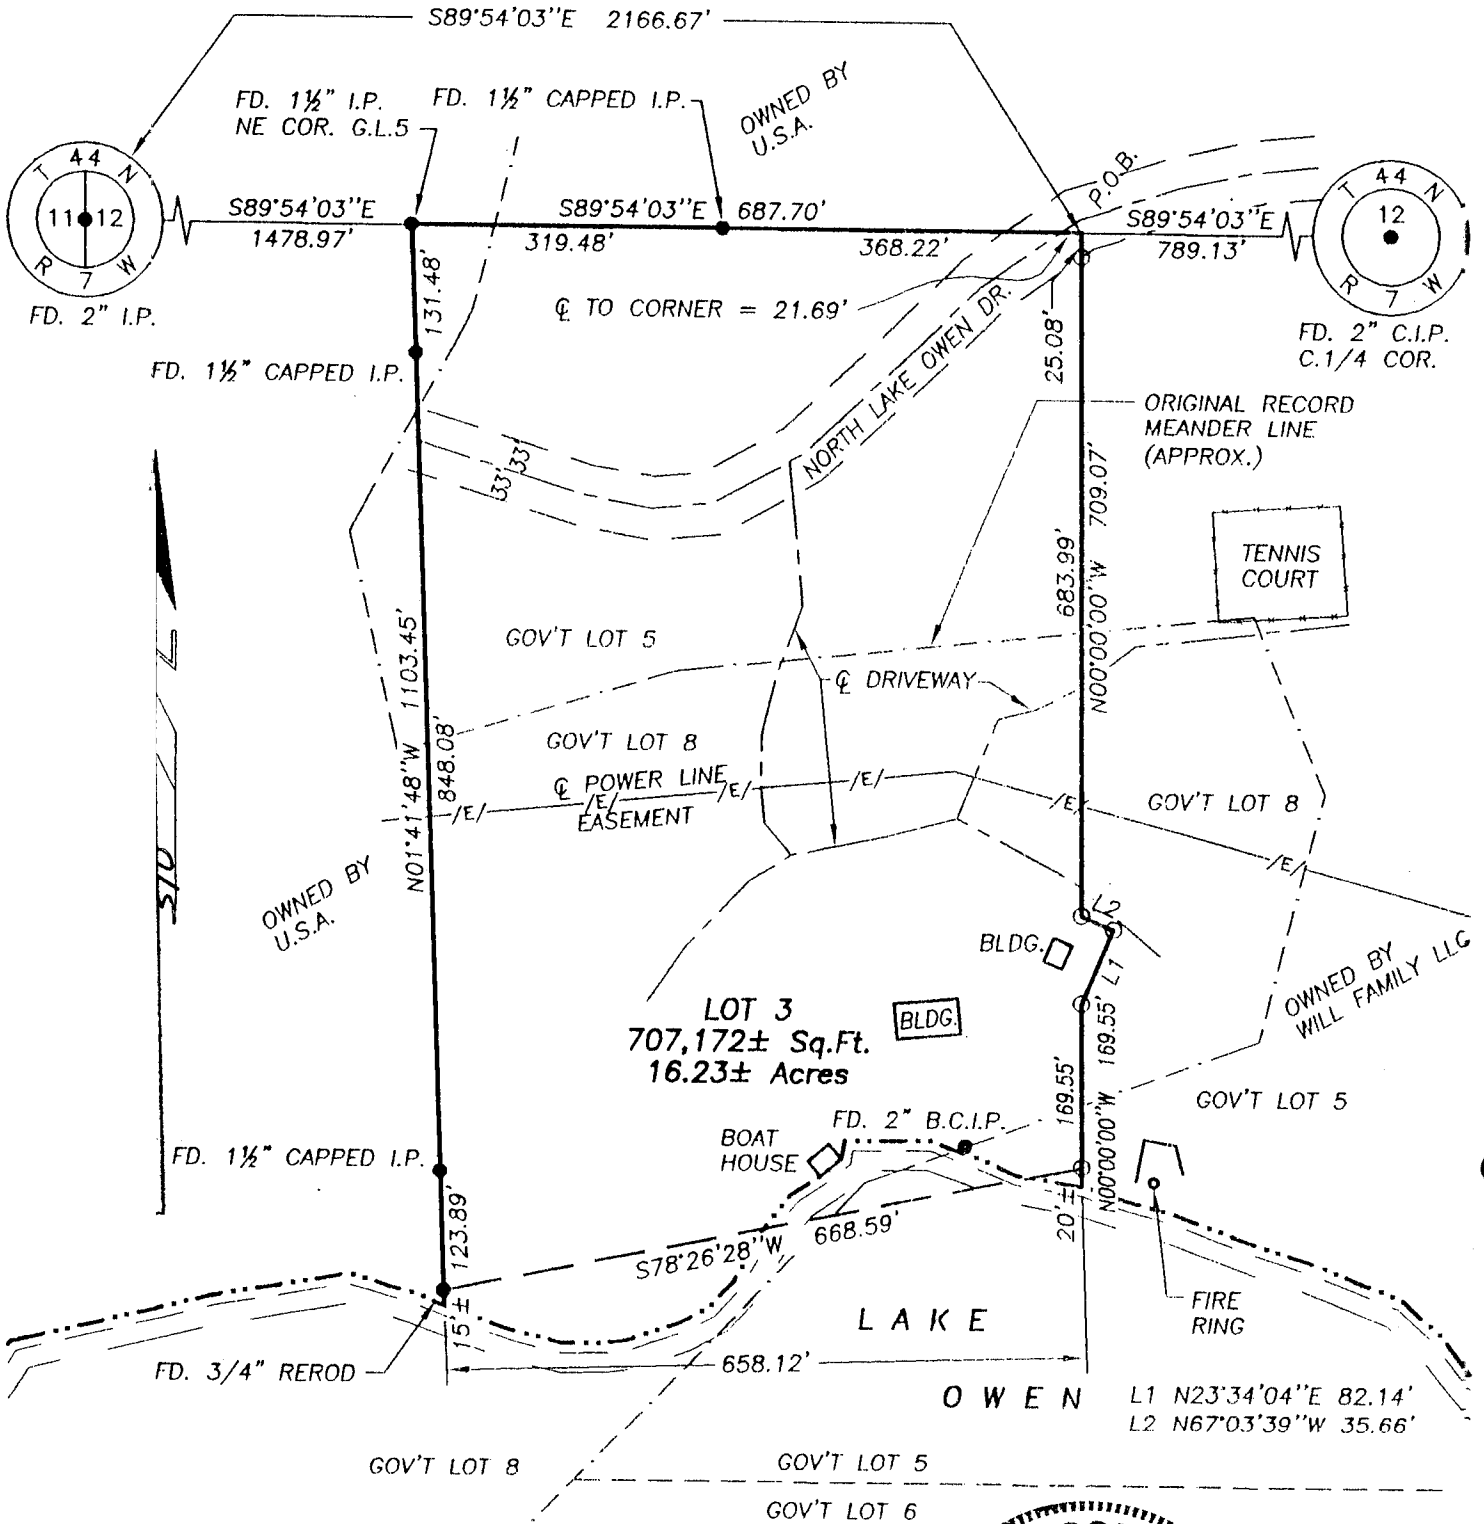 S89°54'03"E 2166.67'
FD. 1½" I.P.
NE COR. G.L.5
FD. 1½" CAPPED I.P.
OWNED BY
U.S.A.
P.O.B.
T 44 N
11 12
R 7 W
FD. 2" I.P.
S89°54'03"E
1478.97'
S89°54'03"E 687.70'
319.48'
368.22'
S89°54'03"E
789.13'
T 44 N
12
R 7 W
FD. 2" C.I.P.
C.1/4 COR.
131.48'
℄ TO CORNER = 21.69'
NORTH LAKE OWEN DR.
25.08'
FD. 1½" CAPPED I.P.
ORIGINAL RECORD
MEANDER LINE
(APPROX.)
33' 33'
683.99'
N00°00'00"W 709.07'
TENNIS
COURT
GOV'T LOT 5
℄ DRIVEWAY
N01°41'48"W 1103.45'
848.08'
GOV'T LOT 8
℄ POWER LINE
EASEMENT
/E/ /E/ /E/ /E/ /E/ /E/
GOV'T LOT 8
OWNED BY
U.S.A.
L2
BLDG.
L1
OWNED BY
WILL FAMILY LLC
LOT 3
707,172± Sq.Ft.
16.23± Acres
BLDG.
169.55'
N00°00'00"W 169.55'
GOV'T LOT 5
FD. 2" B.C.I.P.
BOAT
HOUSE
FD. 1½" CAPPED I.P.
123.89'
S78°26'28"W 668.59'
20' ±
15' ±
FIRE
RING
LAKE
FD. 3/4" REROD
658.12'
OWEN
L1 N23°34'04"E 82.14'
L2 N67°03'39"W 35.66'
GOV'T LOT 8
GOV'T LOT 5
GOV'T LOT 6